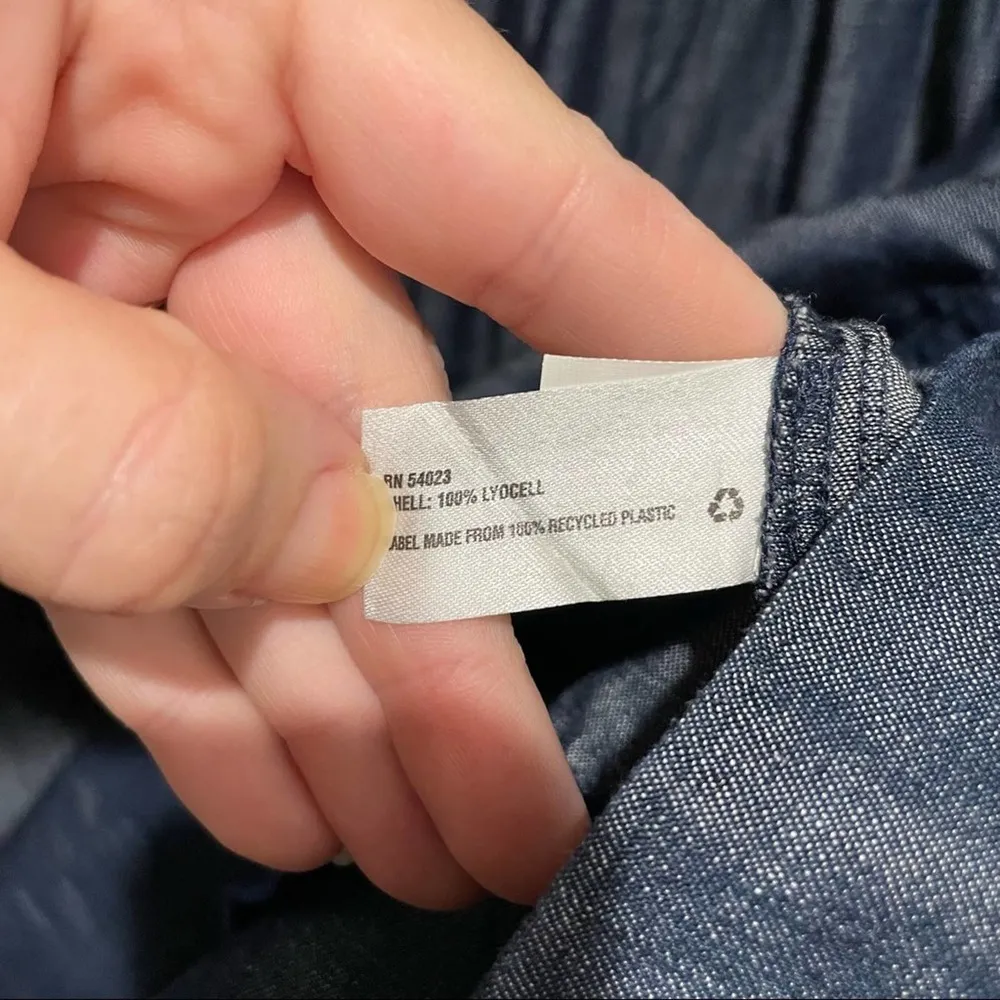 RN 54023
HELL: 100% LYOCELL
ABEL MADE FROM 100% RECYCLED PLASTIC